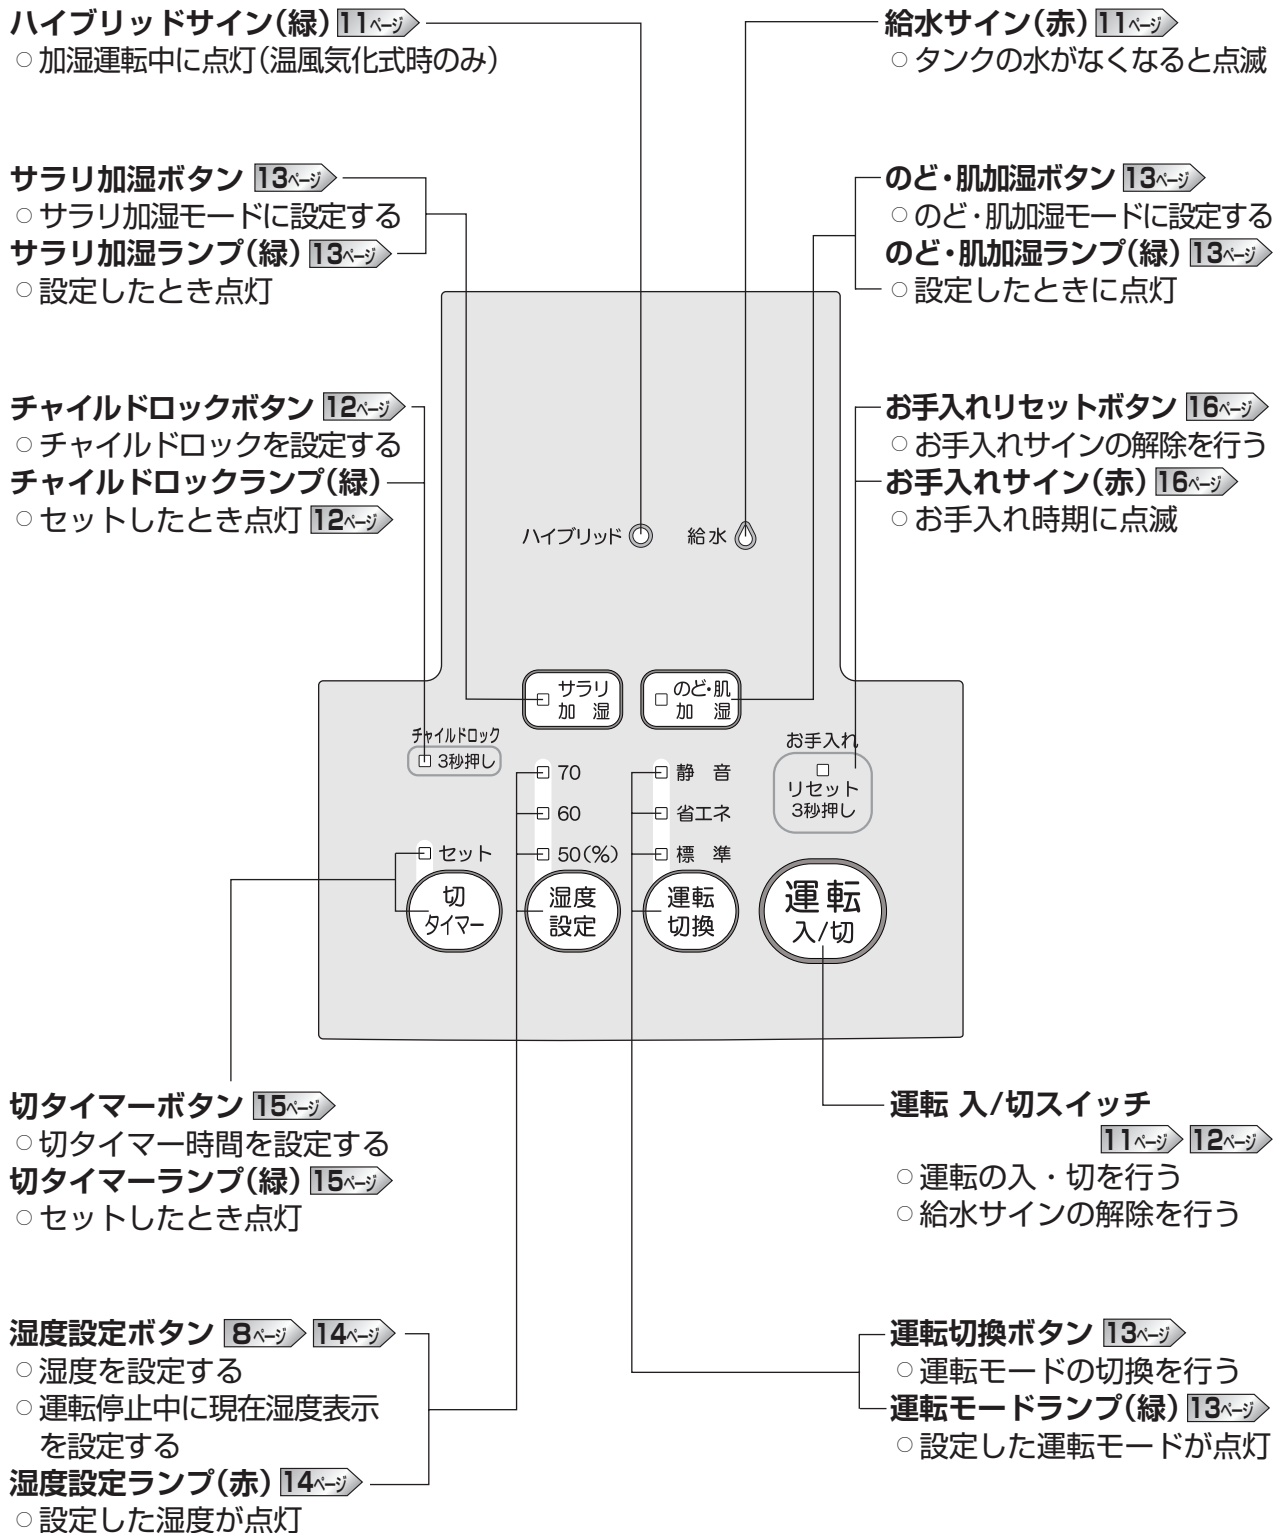 ハイブリッドサイン(緑) 11ページ
○加湿運転中に点灯(温風気化式時のみ)
給水サイン(赤) 11ページ
○タンクの水がなくなると点滅
サラリ加湿ボタン 13ページ
○サラリ加湿モードに設定する
サラリ加湿ランプ(緑) 13ページ
○設定したとき点灯
のど・肌加湿ボタン 13ページ
○のど・肌加湿モードに設定する
のど・肌加湿ランプ(緑) 13ページ
○設定したときに点灯
チャイルドロックボタン 12ページ
○チャイルドロックを設定する
チャイルドロックランプ(緑)
○セットしたとき点灯 12ページ
お手入れリセットボタン 16ページ
○お手入れサインの解除を行う
お手入れサイン(赤) 16ページ
○お手入れ時期に点滅
ハイブリッド
給水
サラリ
加 湿
のど・肌
加 湿
チャイルドロック
3秒押し
お手入れ
リセット
3秒押し
70
60
50(%)
静 音
省エネ
標 準
セット
切
タイマー
湿度
設定
運転
切換
運転
入/切
切タイマーボタン 15ページ
○切タイマー時間を設定する
切タイマーランプ(緑) 15ページ
○セットしたとき点灯
運転 入/切スイッチ
11ページ 12ページ
○運転の入・切を行う
○給水サインの解除を行う
湿度設定ボタン 8ページ 14ページ
○湿度を設定する
○運転停止中に現在湿度表示
を設定する
湿度設定ランプ(赤) 14ページ
○設定した湿度が点灯
運転切換ボタン 13ページ
○運転モードの切換を行う
運転モードランプ(緑) 13ページ
○設定した運転モードが点灯